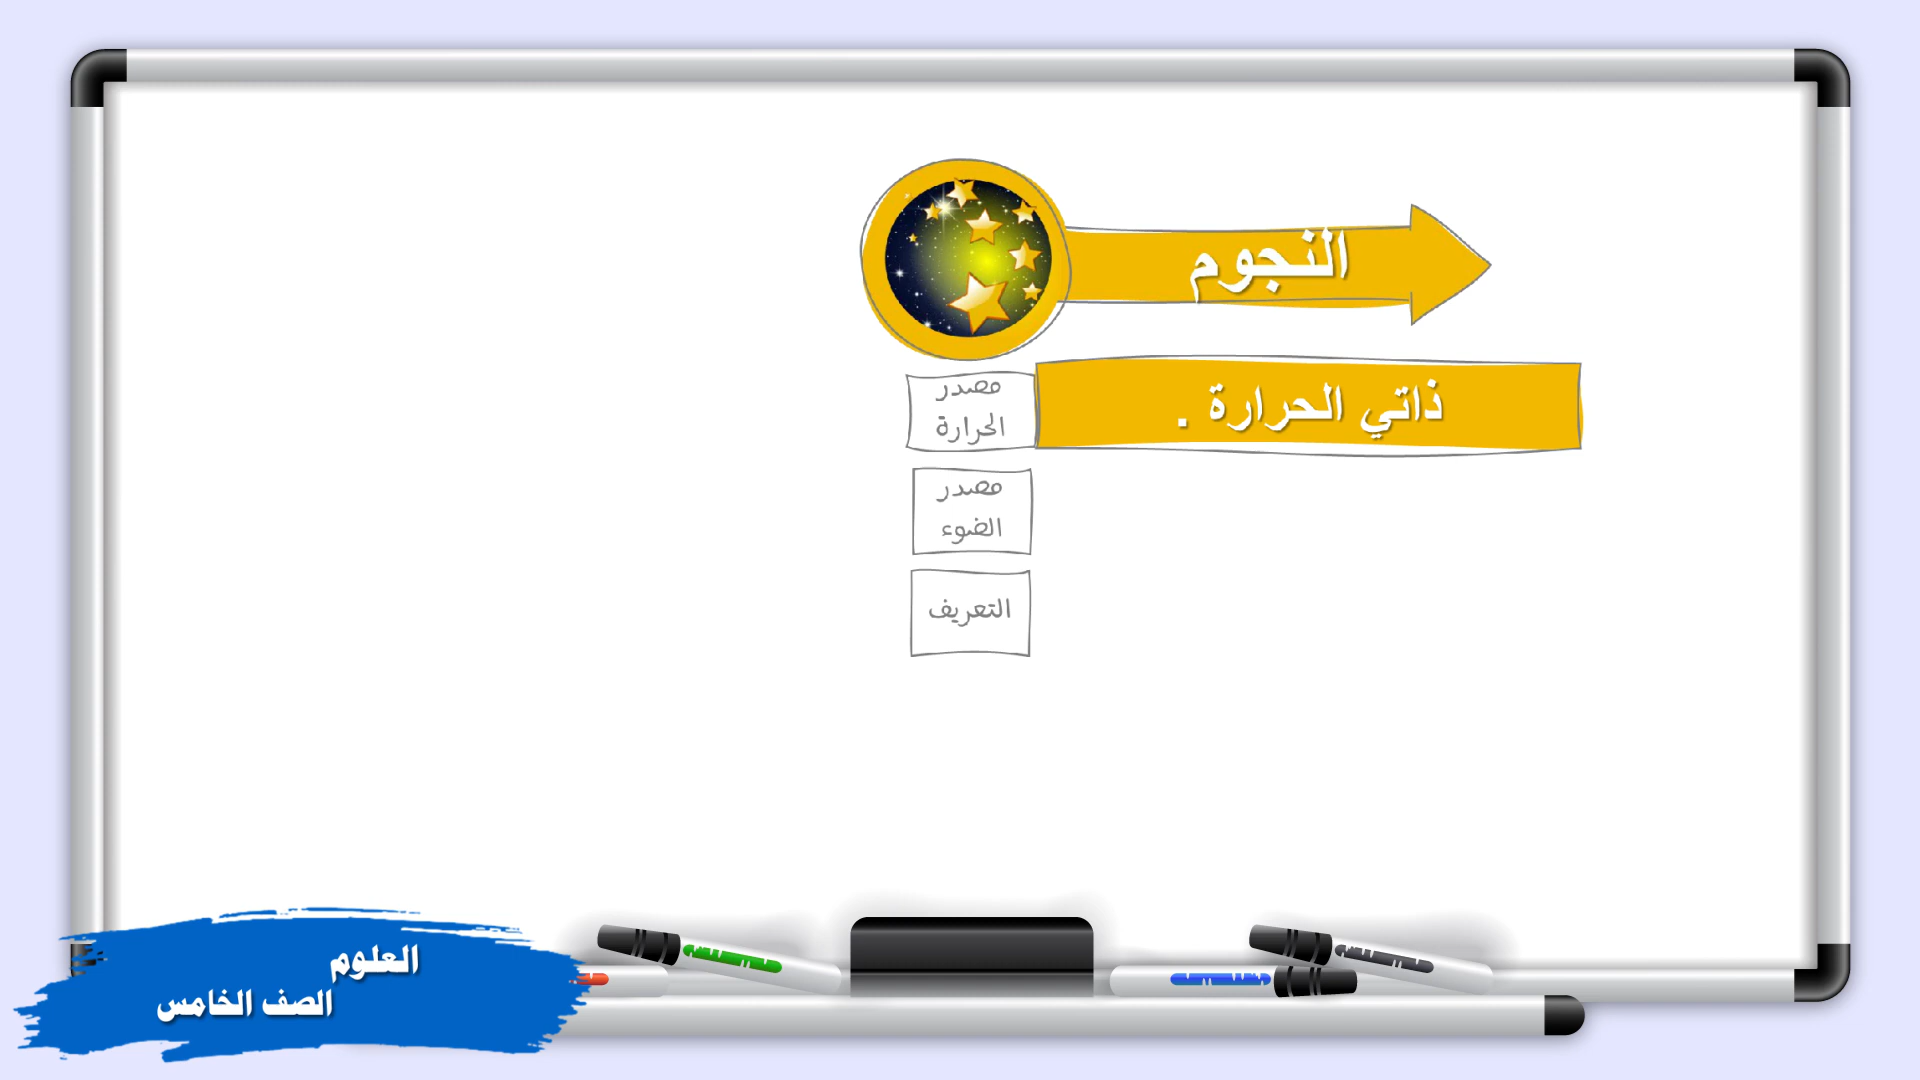 النجوم
مصدر
الحرارة
ذاتي الحرارة .
مصدر
الضوء
التعريف
العلوم
الصف الخامس